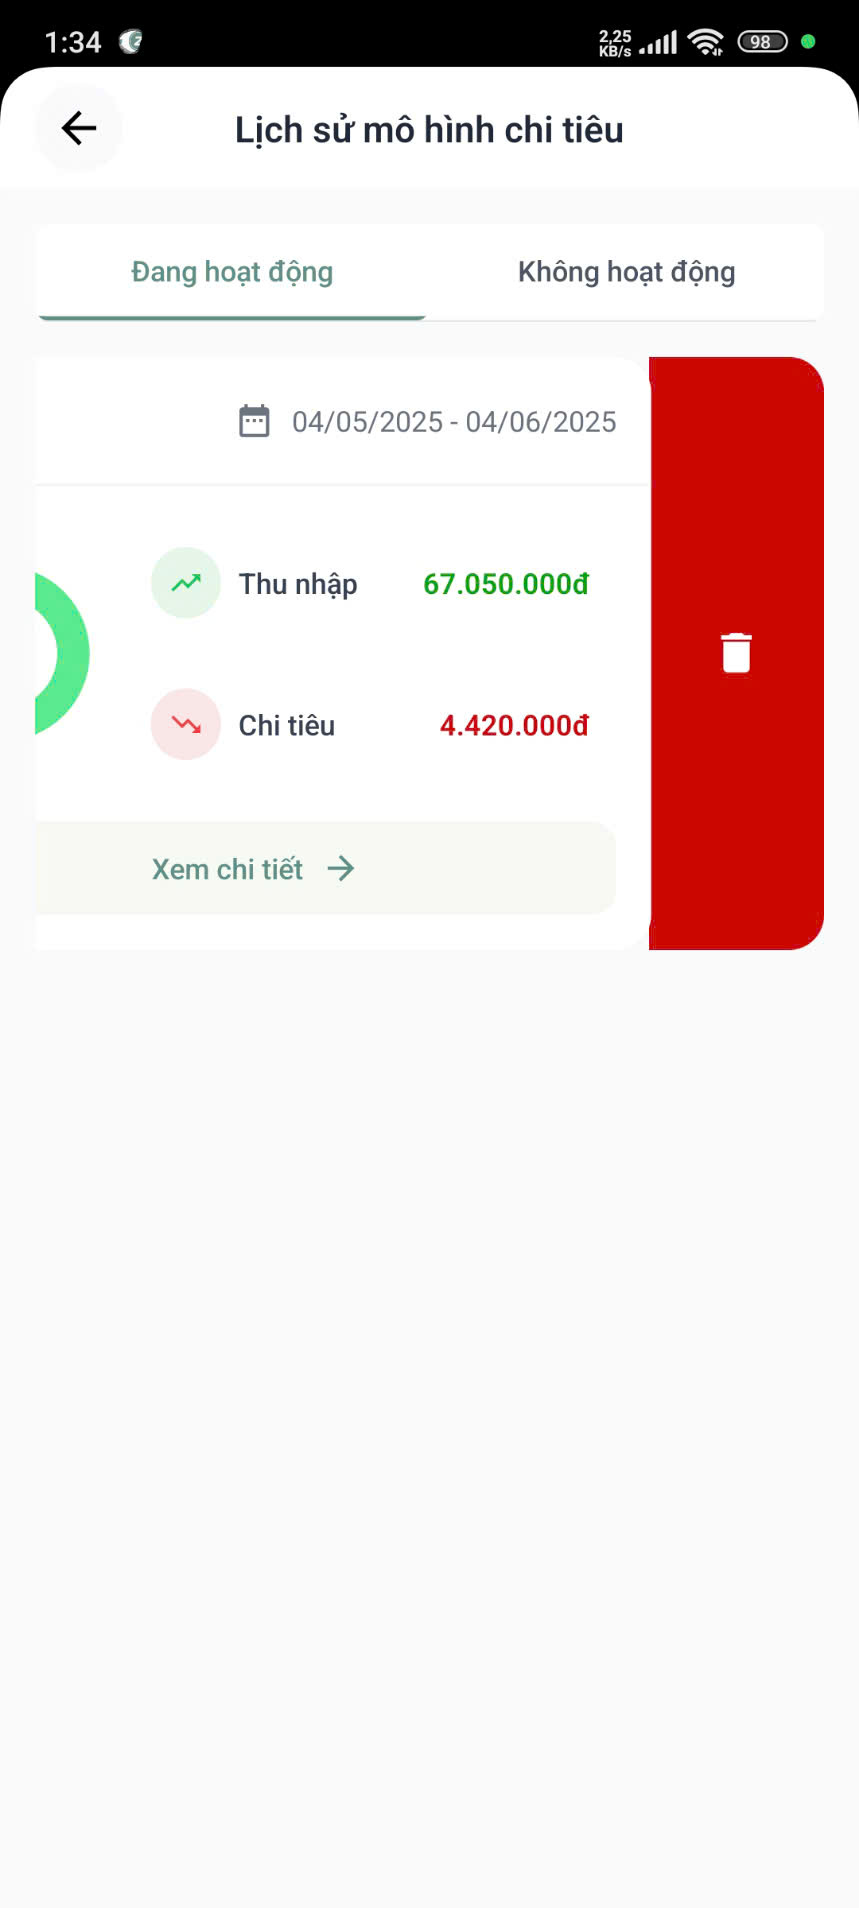 1:34
2,25
KB/s
98
Lịch sử mô hình chi tiêu
Đang hoạt động
Không hoạt động
04/05/2025 - 04/06/2025
Thu nhập
67.050.000đ
Chi tiêu
4.420.000đ
Xem chi tiết